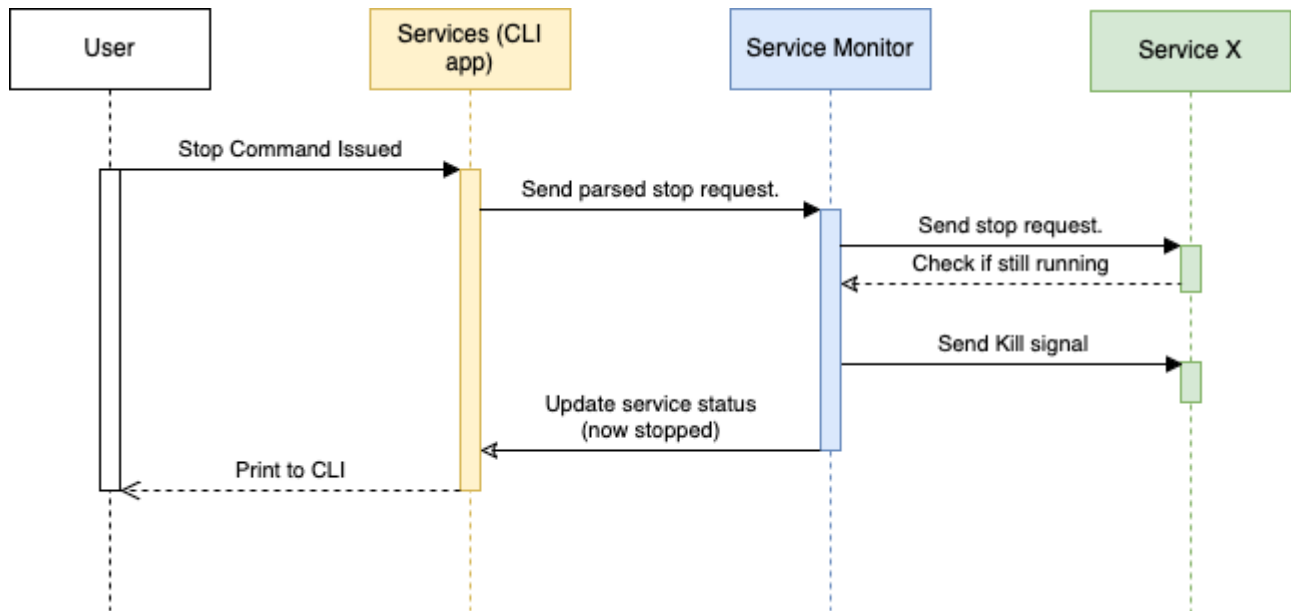 User
Services (CLI
app)
Service Monitor
Service X
Stop Command Issued
Send parsed stop request.
Send stop request.
Check if still running
Send Kill signal
Update service status
(now stopped)
Print to CLI